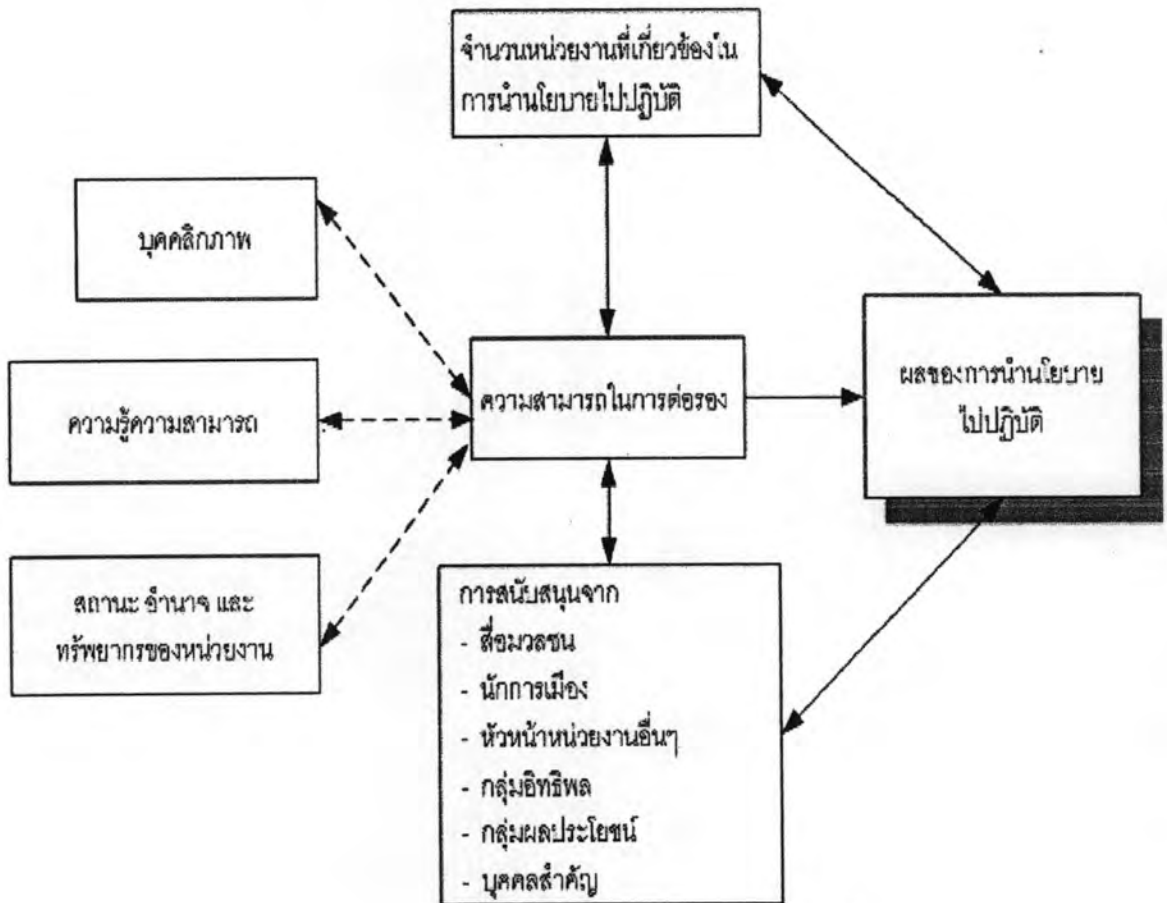 จำนวนหน่วยงานที่เกี่ยวข้องใน
การนำนโยบายไปปฏิบัติ
บุคคลิกภาพ
ความรู้ความสามารถ
สถานะ อำนาจ และ
ทรัพยากรของหน่วยงาน
ความสามารถในการต่อรอง
ผลของการนำนโยบาย
ไปปฏิบัติ
การสนับสนุนจาก
- สื่อมวลชน
- นักการเมือง
- หัวหน้าหน่วยงานอื่นๆ
- กลุ่มอิทธิพล
- กลุ่มผลประโยชน์
- บุคคลสำคัญ